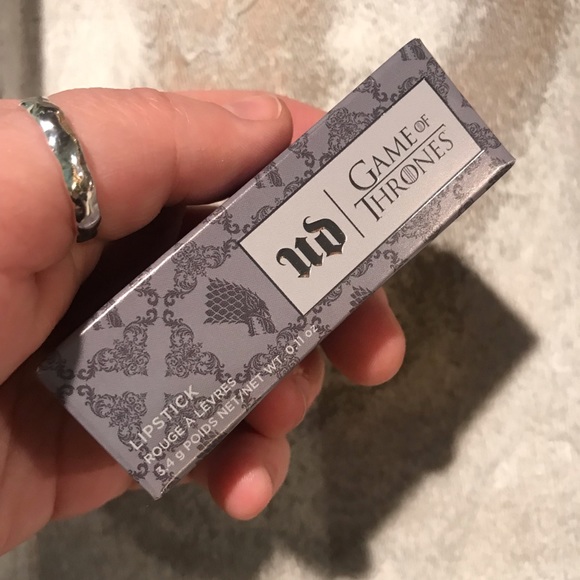 UD
GAME OF
THRONES
LIPSTICK
ROUGE À LÈVRES
3.4 g POIDS NET/NET WT. 0.11 oz